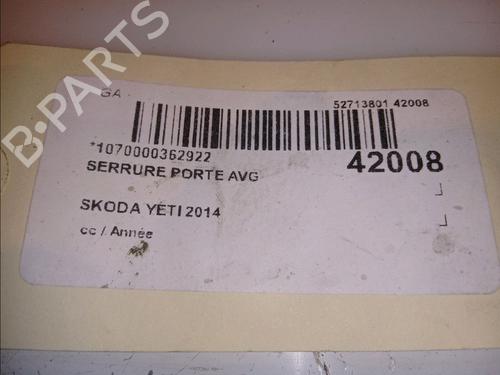 GA
52713801 42008
*1070000362922
42008
SERRURE PORTE AVG
SKODA YETI 2014
cc / Année
B-PARTS